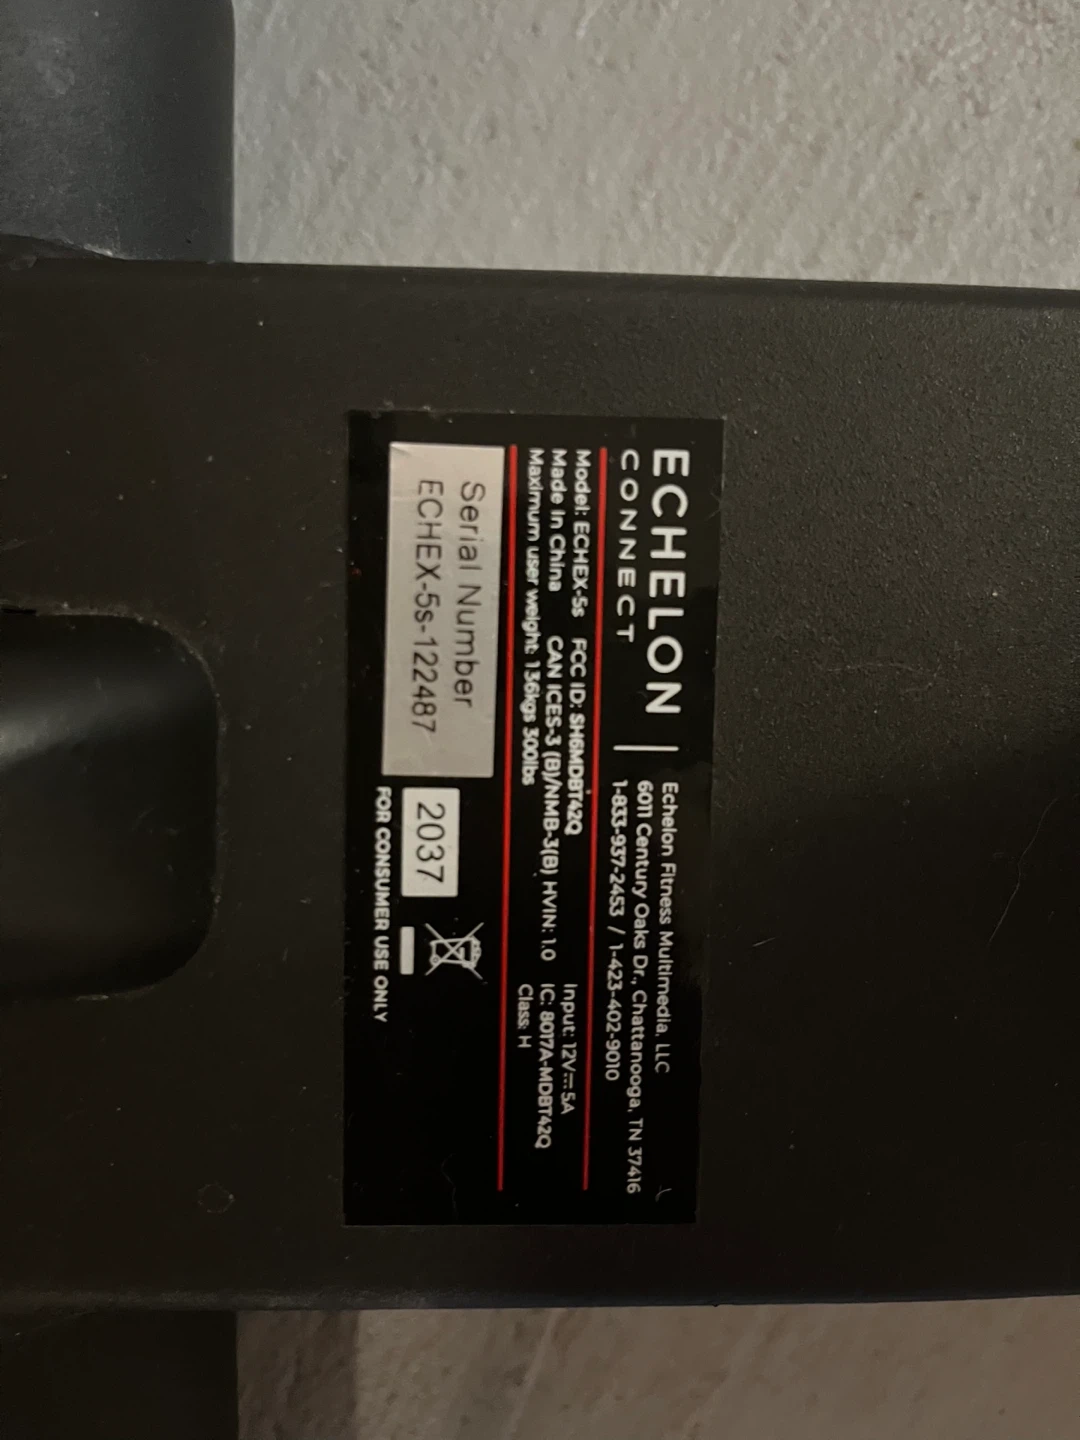 ECHELON
CONNECT
Echelon Fitness Multimedia, LLC
6011 Century Oaks Dr., Chattanooga, TN 37416
1-833-937-2453 / 1-423-402-9010
Model: ECHEX-5s FCC ID: SH6MDBT42Q Input: 12V⎓5A
Made In China CAN ICES-3 (B)/NMB-3(B) HVIN: 1.0 IC: 8017A-MDBT42Q
Maximum user weight: 136kgs 300lbs Class: H
Serial Number
ECHEX-5s-122487
2037
FOR CONSUMER USE ONLY